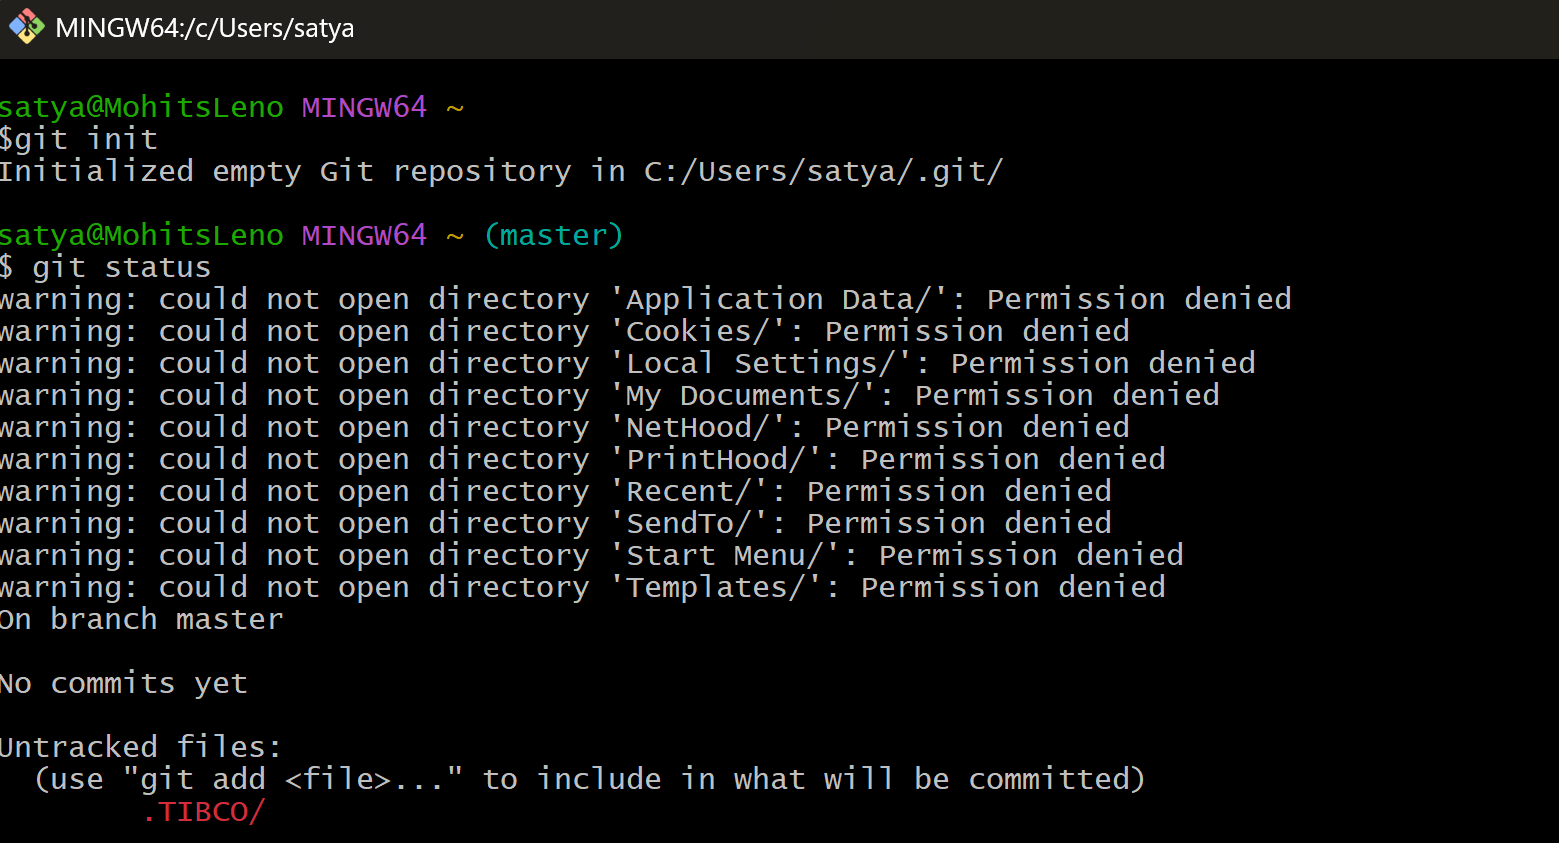 MINGW64:/c/Users/satya
satya@MohitsLeno MINGW64 ~
$git init
Initialized empty Git repository in C:/Users/satya/.git/
satya@MohitsLeno MINGW64 ~ (master)
$ git status
warning: could not open directory 'Application Data/': Permission denied
warning: could not open directory 'Cookies/': Permission denied
warning: could not open directory 'Local Settings/': Permission denied
warning: could not open directory 'My Documents/': Permission denied
warning: could not open directory 'NetHood/': Permission denied
warning: could not open directory 'PrintHood/': Permission denied
warning: could not open directory 'Recent/': Permission denied
warning: could not open directory 'SendTo/': Permission denied
warning: could not open directory 'Start Menu/': Permission denied
warning: could not open directory 'Templates/': Permission denied
On branch master
No commits yet
Untracked files:
(use "git add <file>..." to include in what will be committed)
.TIBCO/